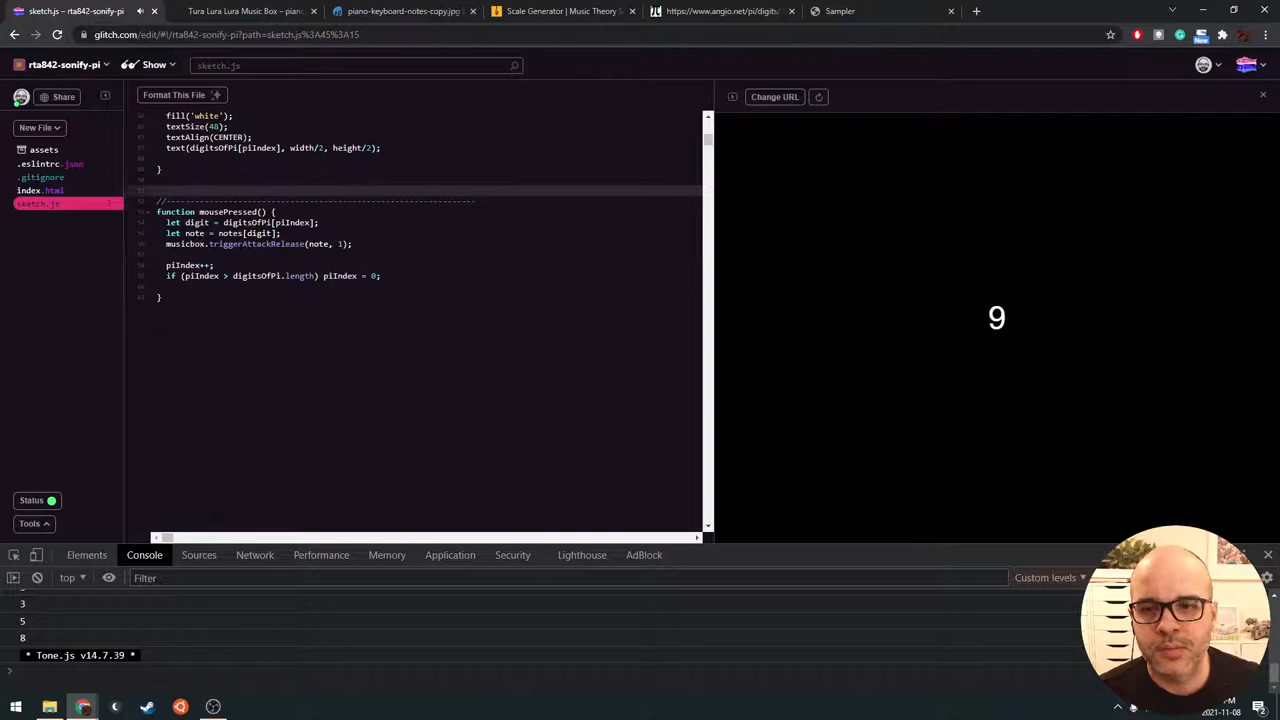 sketch.js – rta842-sonify-pi
Tura Lura Lura Music Box – piano
piano-keyboard-notes-copy.jpg
Scale Generator | Music Theory S
https://www.angio.net/pi/digits
Sampler
glitch.com/edit/#!/rta842-sonify-pi?path=sketch.js%3A45%3A15
New
rta842-sonify-pi
Show
sketch.js
Share
Format This File
Change URL
New File
assets
.eslintrc.json
.gitignore
index.html
sketch.js
fill('white');
textSize(48);
textAlign(CENTER);
text(digitsOfPi[piIndex], width/2, height/2);
}
//------------------------------------------------------------------
function mousePressed() {
let digit = digitsOfPi[piIndex];
let note = notes[digit];
musicbox.triggerAttackRelease(note, 1);
piIndex++;
if (piIndex > digitsOfPi.length) piIndex = 0;
}
9
Status
Tools
Elements
Console
Sources
Network
Performance
Memory
Application
Security
Lighthouse
AdBlock
top
Filter
Custom levels
3
5
8
* Tone.js v14.7.39 *
2021-11-08